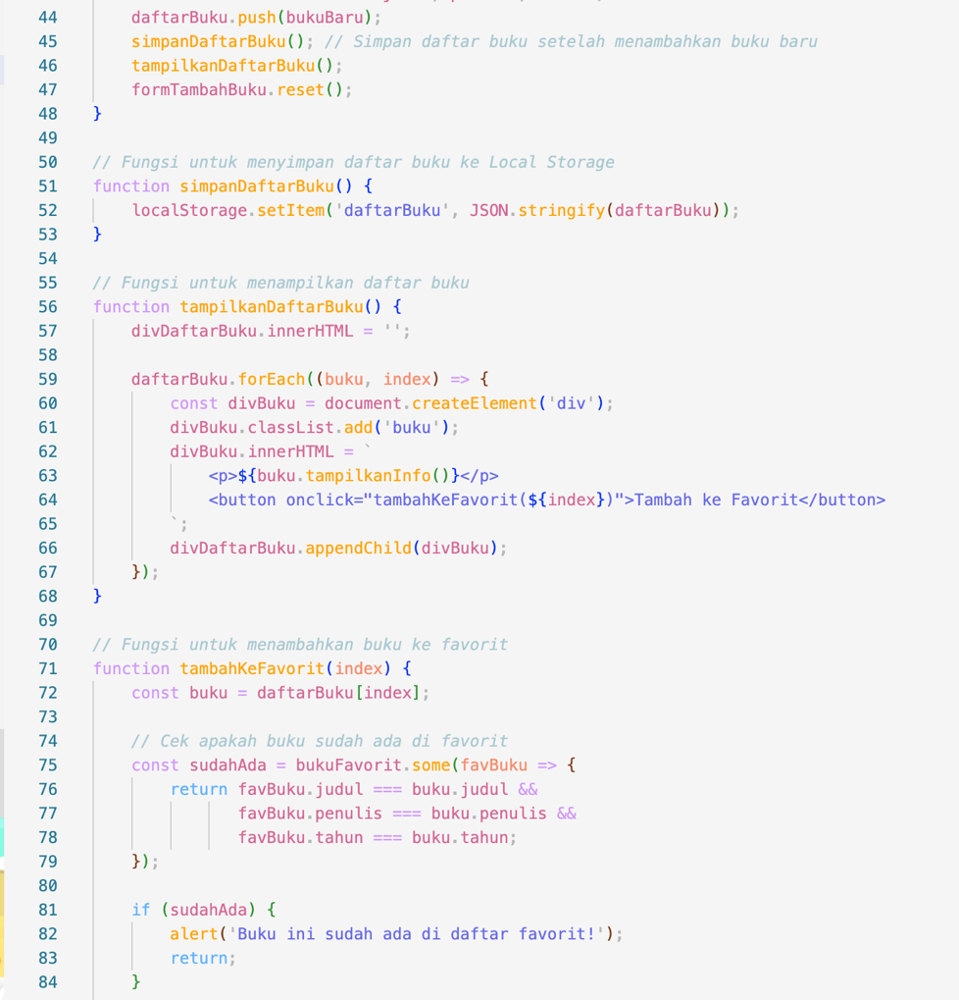 44 daftarBuku.push(bukuBaru);
45 simpanDaftarBuku(); // Simpan daftar buku setelah menambahkan buku baru
46 tampilkanDaftarBuku();
47 formTambahBuku.reset();
48 }
49
50 // Fungsi untuk menyimpan daftar buku ke Local Storage
51 function simpanDaftarBuku() {
52 localStorage.setItem('daftarBuku', JSON.stringify(daftarBuku));
53 }
54
55 // Fungsi untuk menampilkan daftar buku
56 function tampilkanDaftarBuku() {
57 divDaftarBuku.innerHTML = '';
58
59 daftarBuku.forEach((buku, index) => {
60 const divBuku = document.createElement('div');
61 divBuku.classList.add('buku');
62 divBuku.innerHTML = `
63 <p>${buku.tampilkanInfo()}</p>
64 <button onclick="tambahKeFavorit(${index})">Tambah ke Favorit</button>
65 `;
66 divDaftarBuku.appendChild(divBuku);
67 });
68 }
69
70 // Fungsi untuk menambahkan buku ke favorit
71 function tambahKeFavorit(index) {
72 const buku = daftarBuku[index];
73
74 // Cek apakah buku sudah ada di favorit
75 const sudahAda = bukuFavorit.some(favBuku => {
76 return favBuku.judul === buku.judul &&
77 favBuku.penulis === buku.penulis &&
78 favBuku.tahun === buku.tahun;
79 });
80
81 if (sudahAda) {
82 alert('Buku ini sudah ada di daftar favorit!');
83 return;
84 }